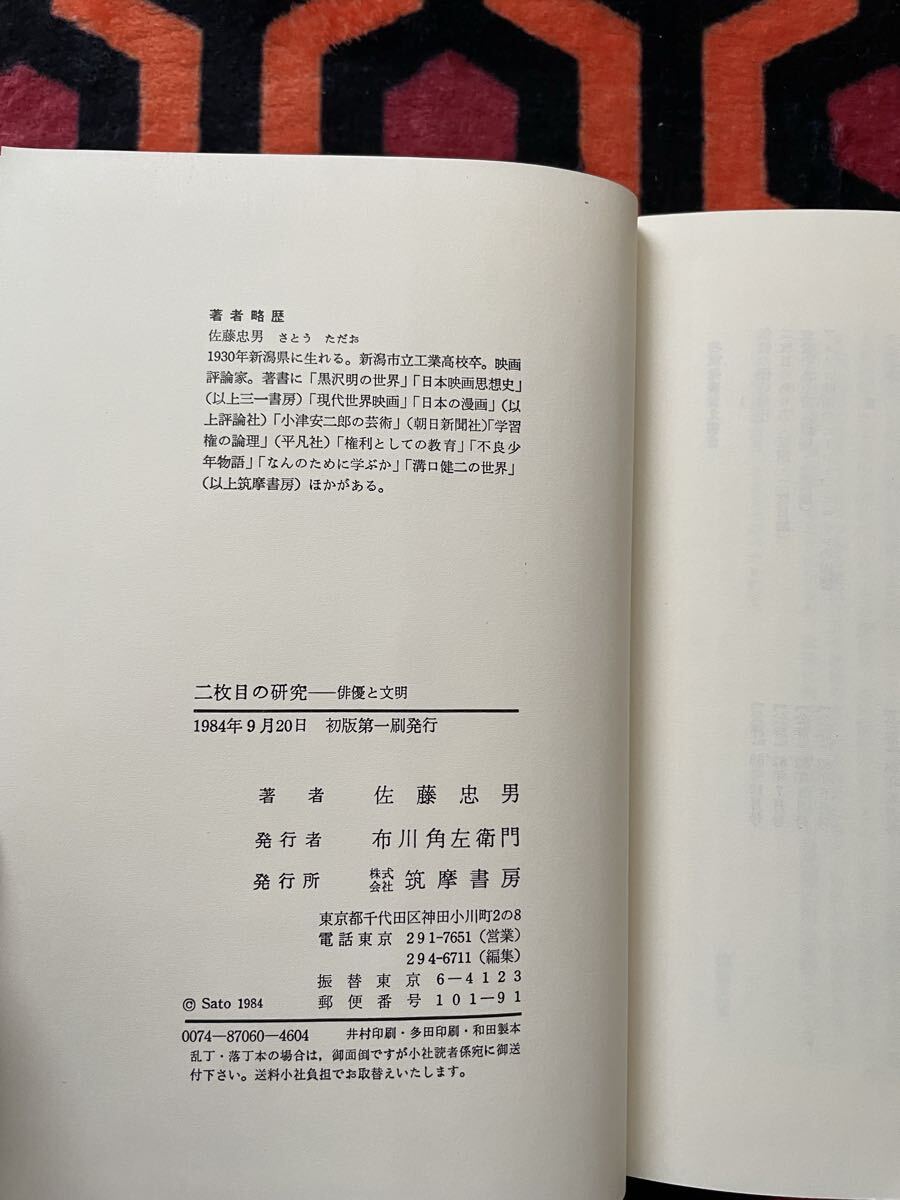 著者略歴
佐藤忠男　さとう　ただお
1930年新潟県に生れる。新潟市立工業高校卒。映画
評論家。著書に「黒沢明の世界」「日本映画思想史」
(以上三一書房)「現代世界映画」「日本の漫画」(以
上評論社)「小津安二郎の芸術」(朝日新聞社)「学習
権の論理」(平凡社)「権利としての教育」「不良少
年物語」「なんのために学ぶか」「溝口健二の世界」
(以上筑摩書房) ほかがある。
二枚目の研究――俳優と文明
1984年9月20日　初版第一刷発行
著者　佐藤忠男
発行者　布川角左衛門
発行所　株式会社　筑摩書房
東京都千代田区神田小川町2の8
電話東京 291-7651 (営業)
294-6711 (編集)
振替東京 6－4123
© Sato 1984　郵便番号 101－91
0074－87060－4604　井村印刷・多田印刷・和田製本
乱丁・落丁本の場合は，御面倒ですが小社読者係宛に御送
付下さい。送料小社負担でお取替えいたします。